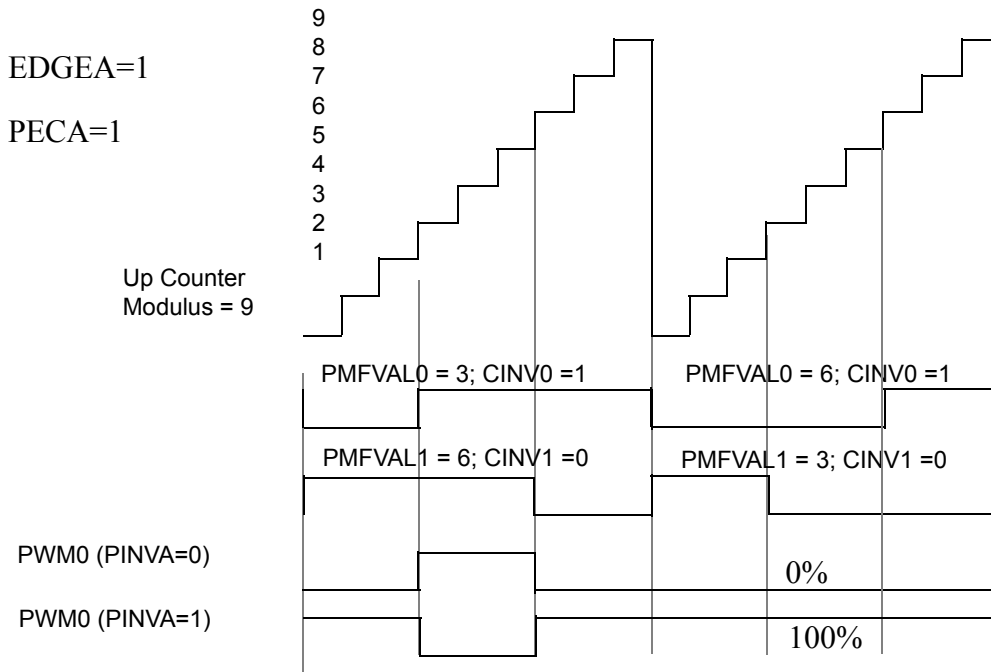 9
8
EDGEA=1
7
6
PECA=1
5
4
3
2
1
Up Counter
Modulus = 9
PMFVAL0 = 3; CINV0 =1
PMFVAL0 = 6; CINV0 =1
PMFVAL1 = 6; CINV1 =0
PMFVAL1 = 3; CINV1 =0
PWM0 (PINVA=0)
0%
PWM0 (PINVA=1)
100%